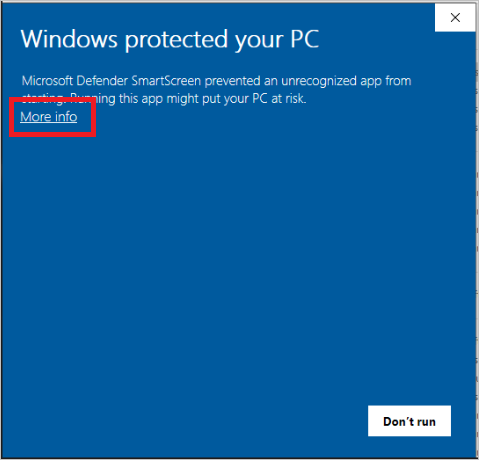 Windows protected your PC
Microsoft Defender SmartScreen prevented an unrecognized app from
starting. Running this app might put your PC at risk.
More info
Don't run